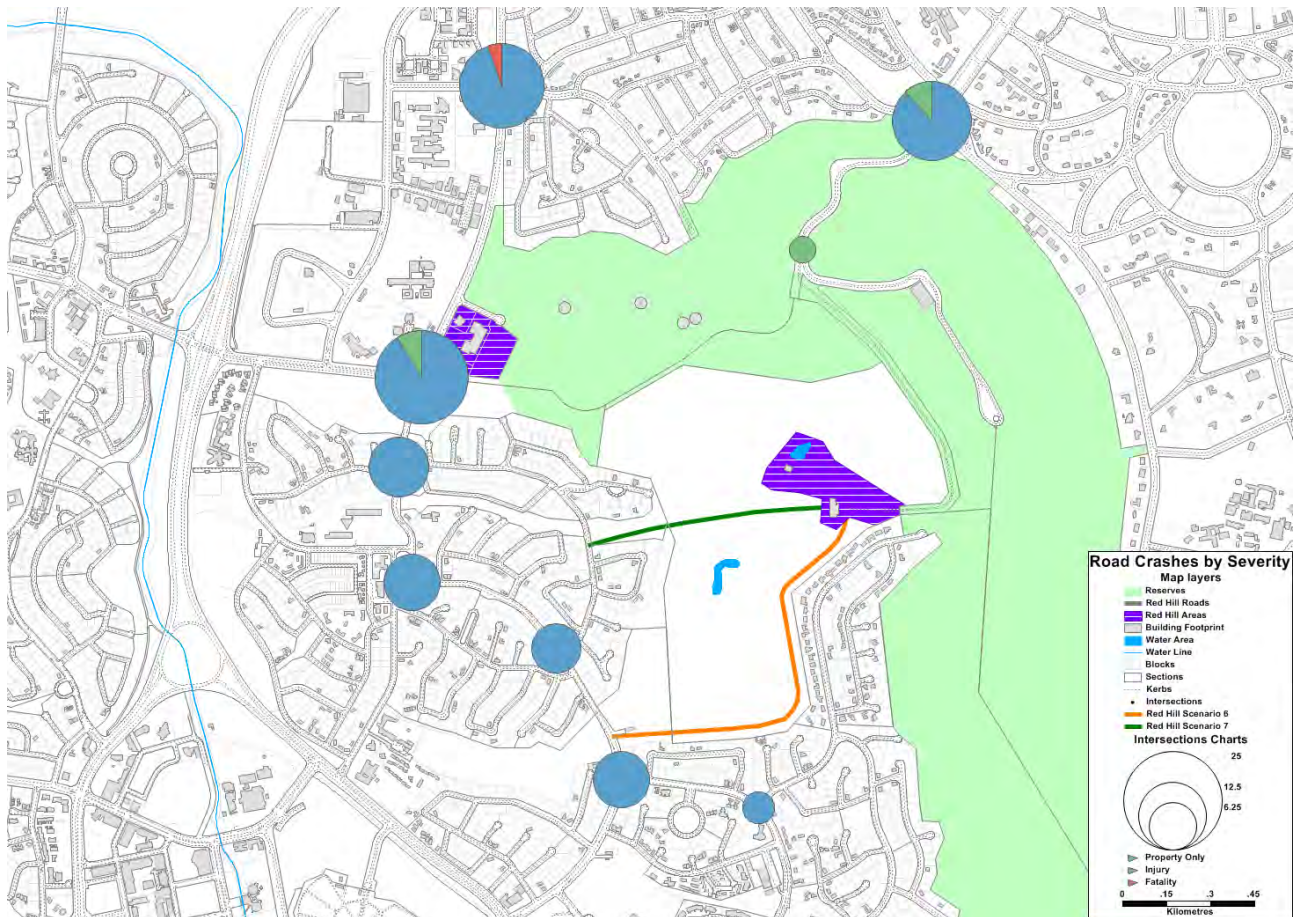 Road Crashes by Severity
Map layers
Reserves
Red Hill Roads
Red Hill Areas
Building Footprint
Water Area
Water Line
Blocks
Sections
Kerbs
Intersections
Red Hill Scenario 6
Red Hill Scenario 7
Intersections Charts
25
12.5
6.25
Property Only
Injury
Fatality
0 .15 .3 .45
Kilometres